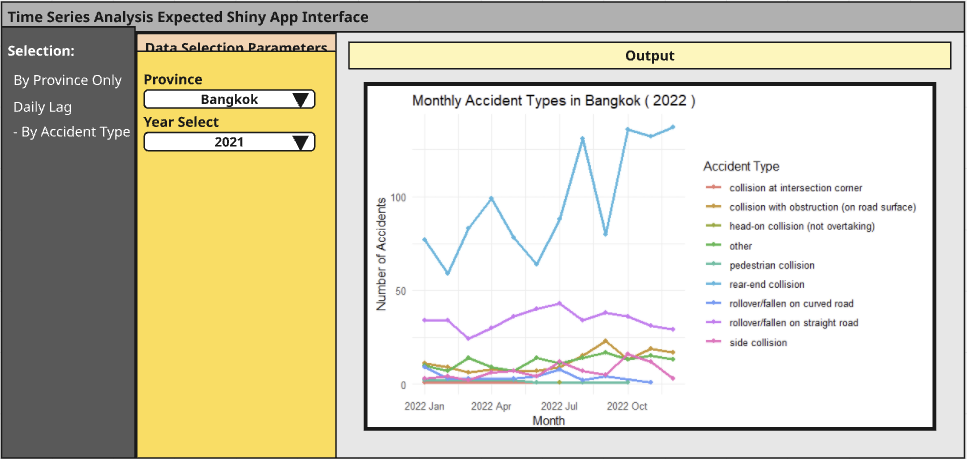 Time Series Analysis Expected Shiny App Interface
Selection:
By Province Only
Daily Lag
- By Accident Type
Data Selection Parameters
Province
Bangkok
Year Select
2021
Output
Monthly Accident Types in Bangkok ( 2022 )
Number of Accidents
100
50
0
2022 Jan
2022 Apr
2022 Jul
2022 Oct
Month
Accident Type
collision at intersection corner
collision with obstruction (on road surface)
head-on collision (not overtaking)
other
pedestrian collision
rear-end collision
rollover/fallen on curved road
rollover/fallen on straight road
side collision